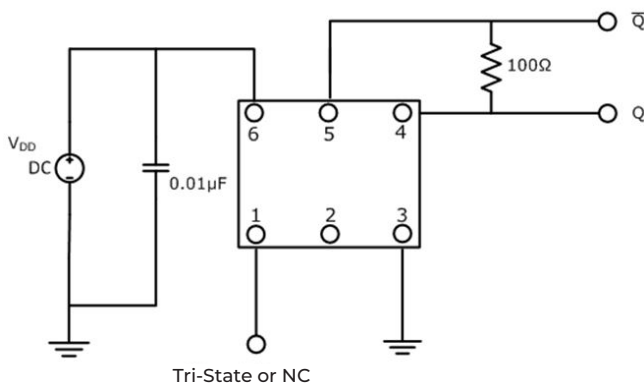 Q̅
100Ω
Q
6 5 4
V_DD
DC
0.01µF
+
-
1 2 3
Tri-State or NC